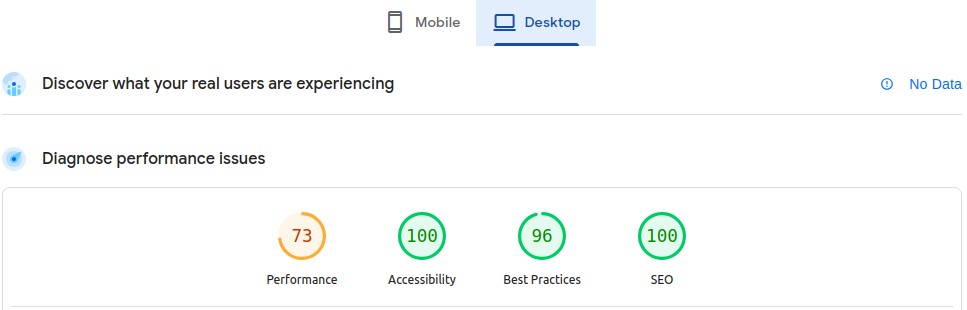 Mobile Desktop
Discover what your real users are experiencing No Data
Diagnose performance issues
73 100 96 100
Performance Accessibility Best Practices SEO